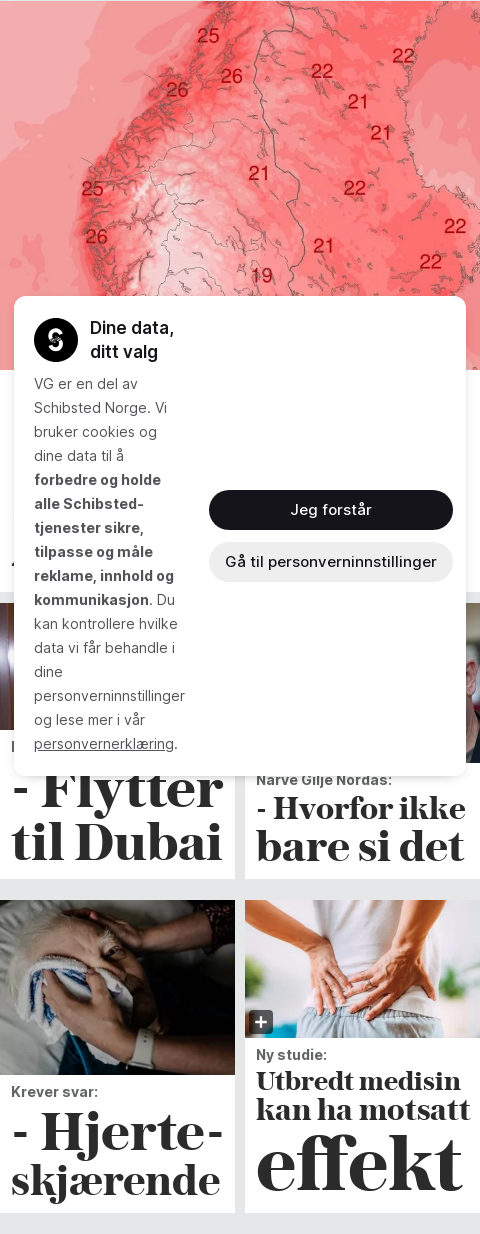 25
22
26
22
26
21
21
21
25
22
26
22
21
22
19
Dine data,
ditt valg
VG er en del av
Schibsted Norge. Vi
bruker cookies og
dine data til å
forbedre og holde
alle Schibsted-
tjenester sikre,
tilpasse og måle
reklame, innhold og
kommunikasjon. Du
kan kontrollere hvilke
data vi får behandle i
dine
personverninnstillinger
og lese mer i vår
personvernerklæring.
Jeg forstår
Gå til personverninnstillinger
- Flytter
til Dubai
Narve Gilje Nordås:
- Hvorfor ikke
bare si det
Krever svar:
- Hjerte-
skjærende
Ny studie:
Utbredt medisin
kan ha motsatt
effekt